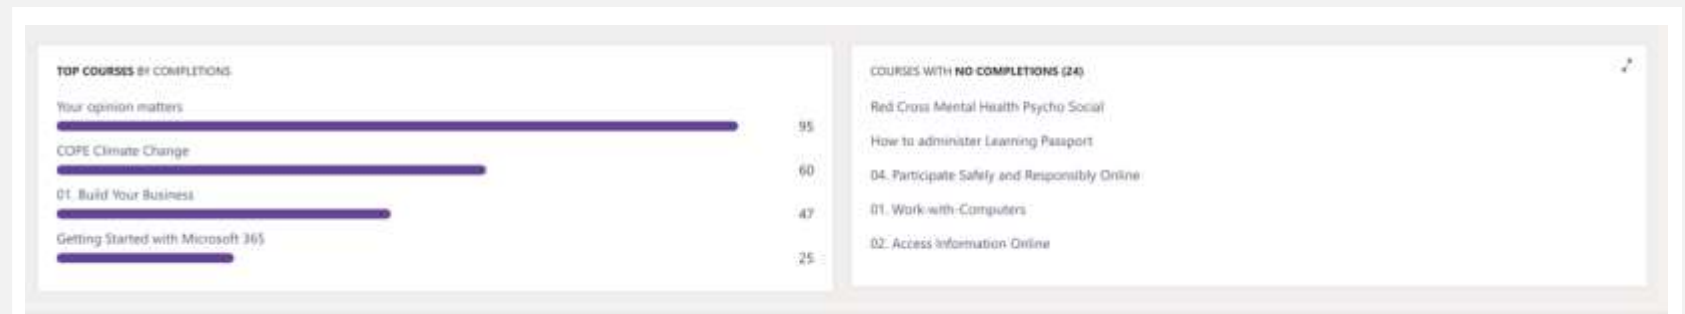 TOP COURSES BY COMPLETIONS
Your opinion matters
95
COPE Climate Change
60
01. Build Your Business
47
Getting Started with Microsoft 365
25
COURSES WITH NO COMPLETIONS (24)
Red Cross Mental Health Psycho Social
How to administer Learning Passport
04. Participate Safely and Responsibly Online
01. Work-with-Computers
02. Access Information Online